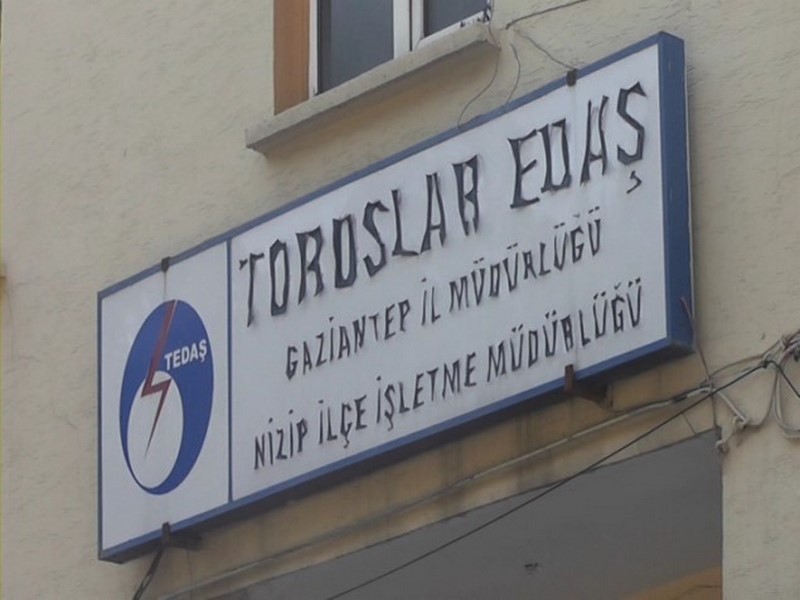 TEDAŞ
TOROSLAR EDAŞ
GAZİANTEP İL MÜDÜRLÜĞÜ
NİZİP İLÇE İŞLETME MÜDÜRLÜĞÜ